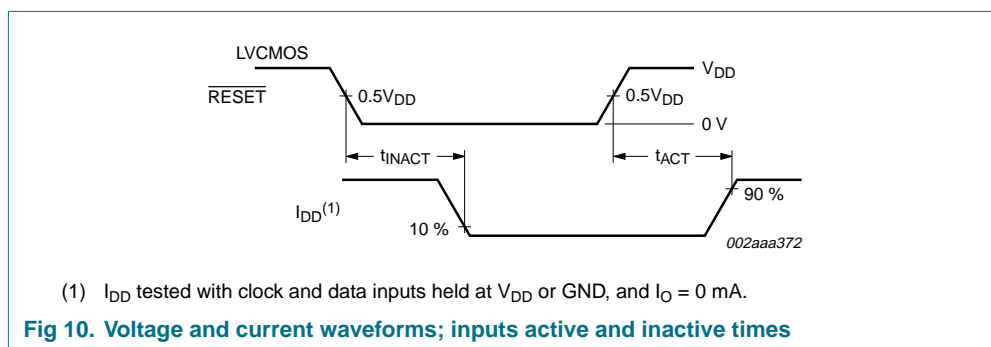 LVCMOS
RESET
0.5VDD
0.5VDD
VDD
0 V
tINACT
tACT
IDD(1)
10 %
90 %
002aaa372
(1) IDD tested with clock and data inputs held at VDD or GND, and IO = 0 mA.
Fig 10. Voltage and current waveforms; inputs active and inactive times